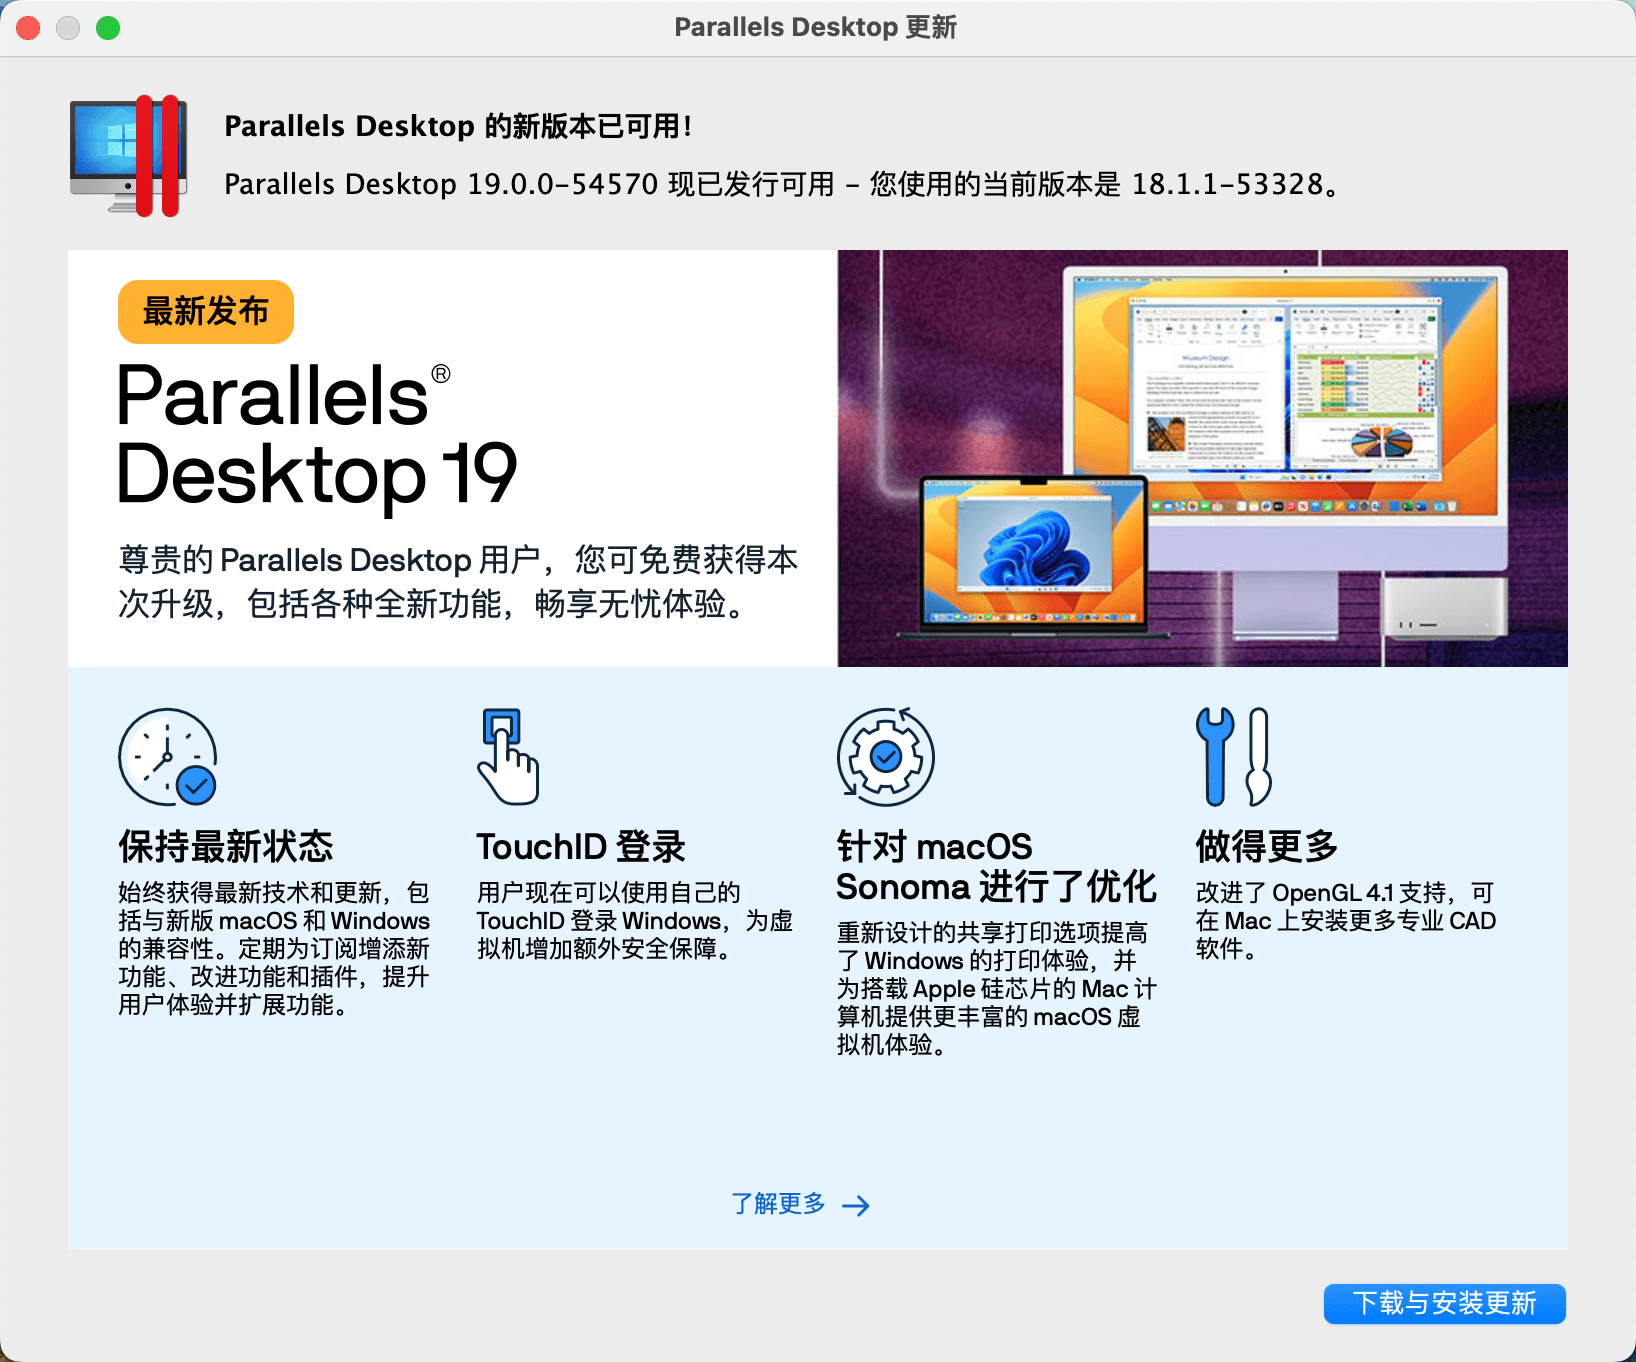 Parallels Desktop 更新
Parallels Desktop 的新版本已可用！
Parallels Desktop 19.0.0-54570 现已发行可用 – 您使用的当前版本是 18.1.1-53328。
最新发布
Parallels®
Desktop 19
尊贵的 Parallels Desktop 用户，您可免费获得本
次升级，包括各种全新功能，畅享无忧体验。
Museum Design
保持最新状态
始终获得最新技术和更新，包
括与新版 macOS 和 Windows
的兼容性。定期为订阅增添新
功能、改进功能和插件，提升
用户体验并扩展功能。
TouchID 登录
用户现在可以使用自己的
TouchID 登录 Windows，为虚
拟机增加额外安全保障。
针对 macOS
Sonoma 进行了优化
重新设计的共享打印选项提高
了 Windows 的打印体验，并
为搭载 Apple 硅芯片的 Mac 计
算机提供更丰富的 macOS 虚
拟机体验。
做得更多
改进了 OpenGL 4.1 支持，可
在 Mac 上安装更多专业 CAD
软件。
了解更多 →
下载与安装更新